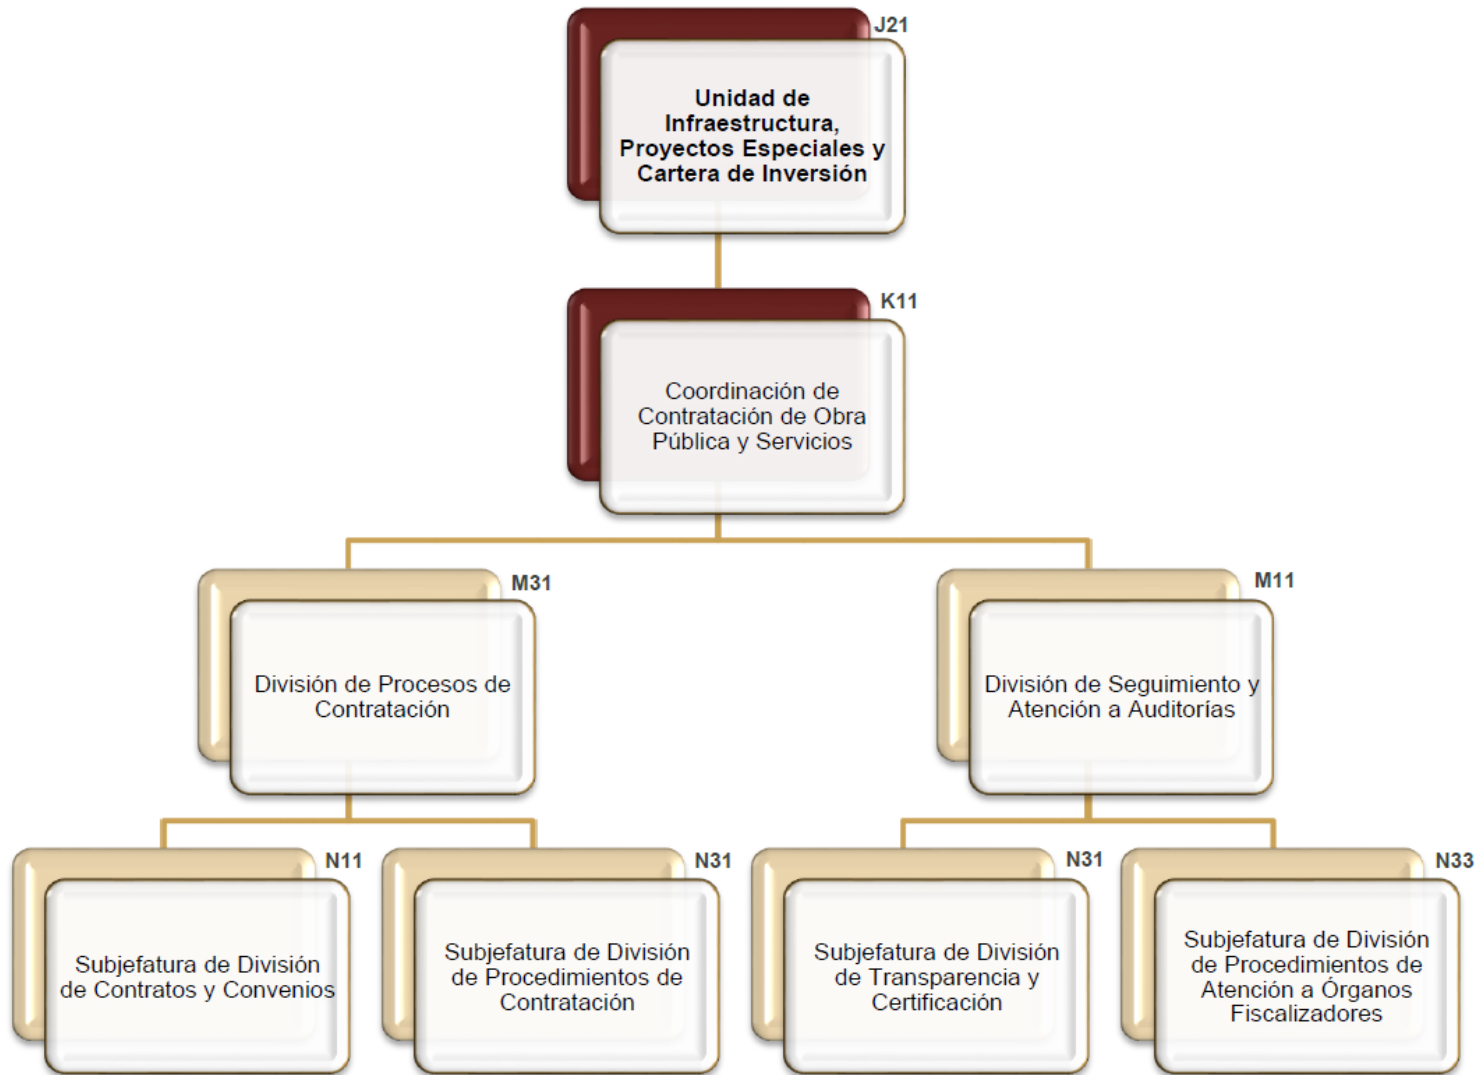 J21
Unidad de
Infraestructura,
Proyectos Especiales y
Cartera de Inversión
K11
Coordinación de
Contratación de Obra
Pública y Servicios
M31
División de Procesos de
Contratación
M11
División de Seguimiento y
Atención a Auditorías
N11
Subjefatura de División
de Contratos y Convenios
N31
Subjefatura de División
de Procedimientos de
Contratación
N31
Subjefatura de División
de Transparencia y
Certificación
N33
Subjefatura de División
de Procedimientos de
Atención a Órganos
Fiscalizadores